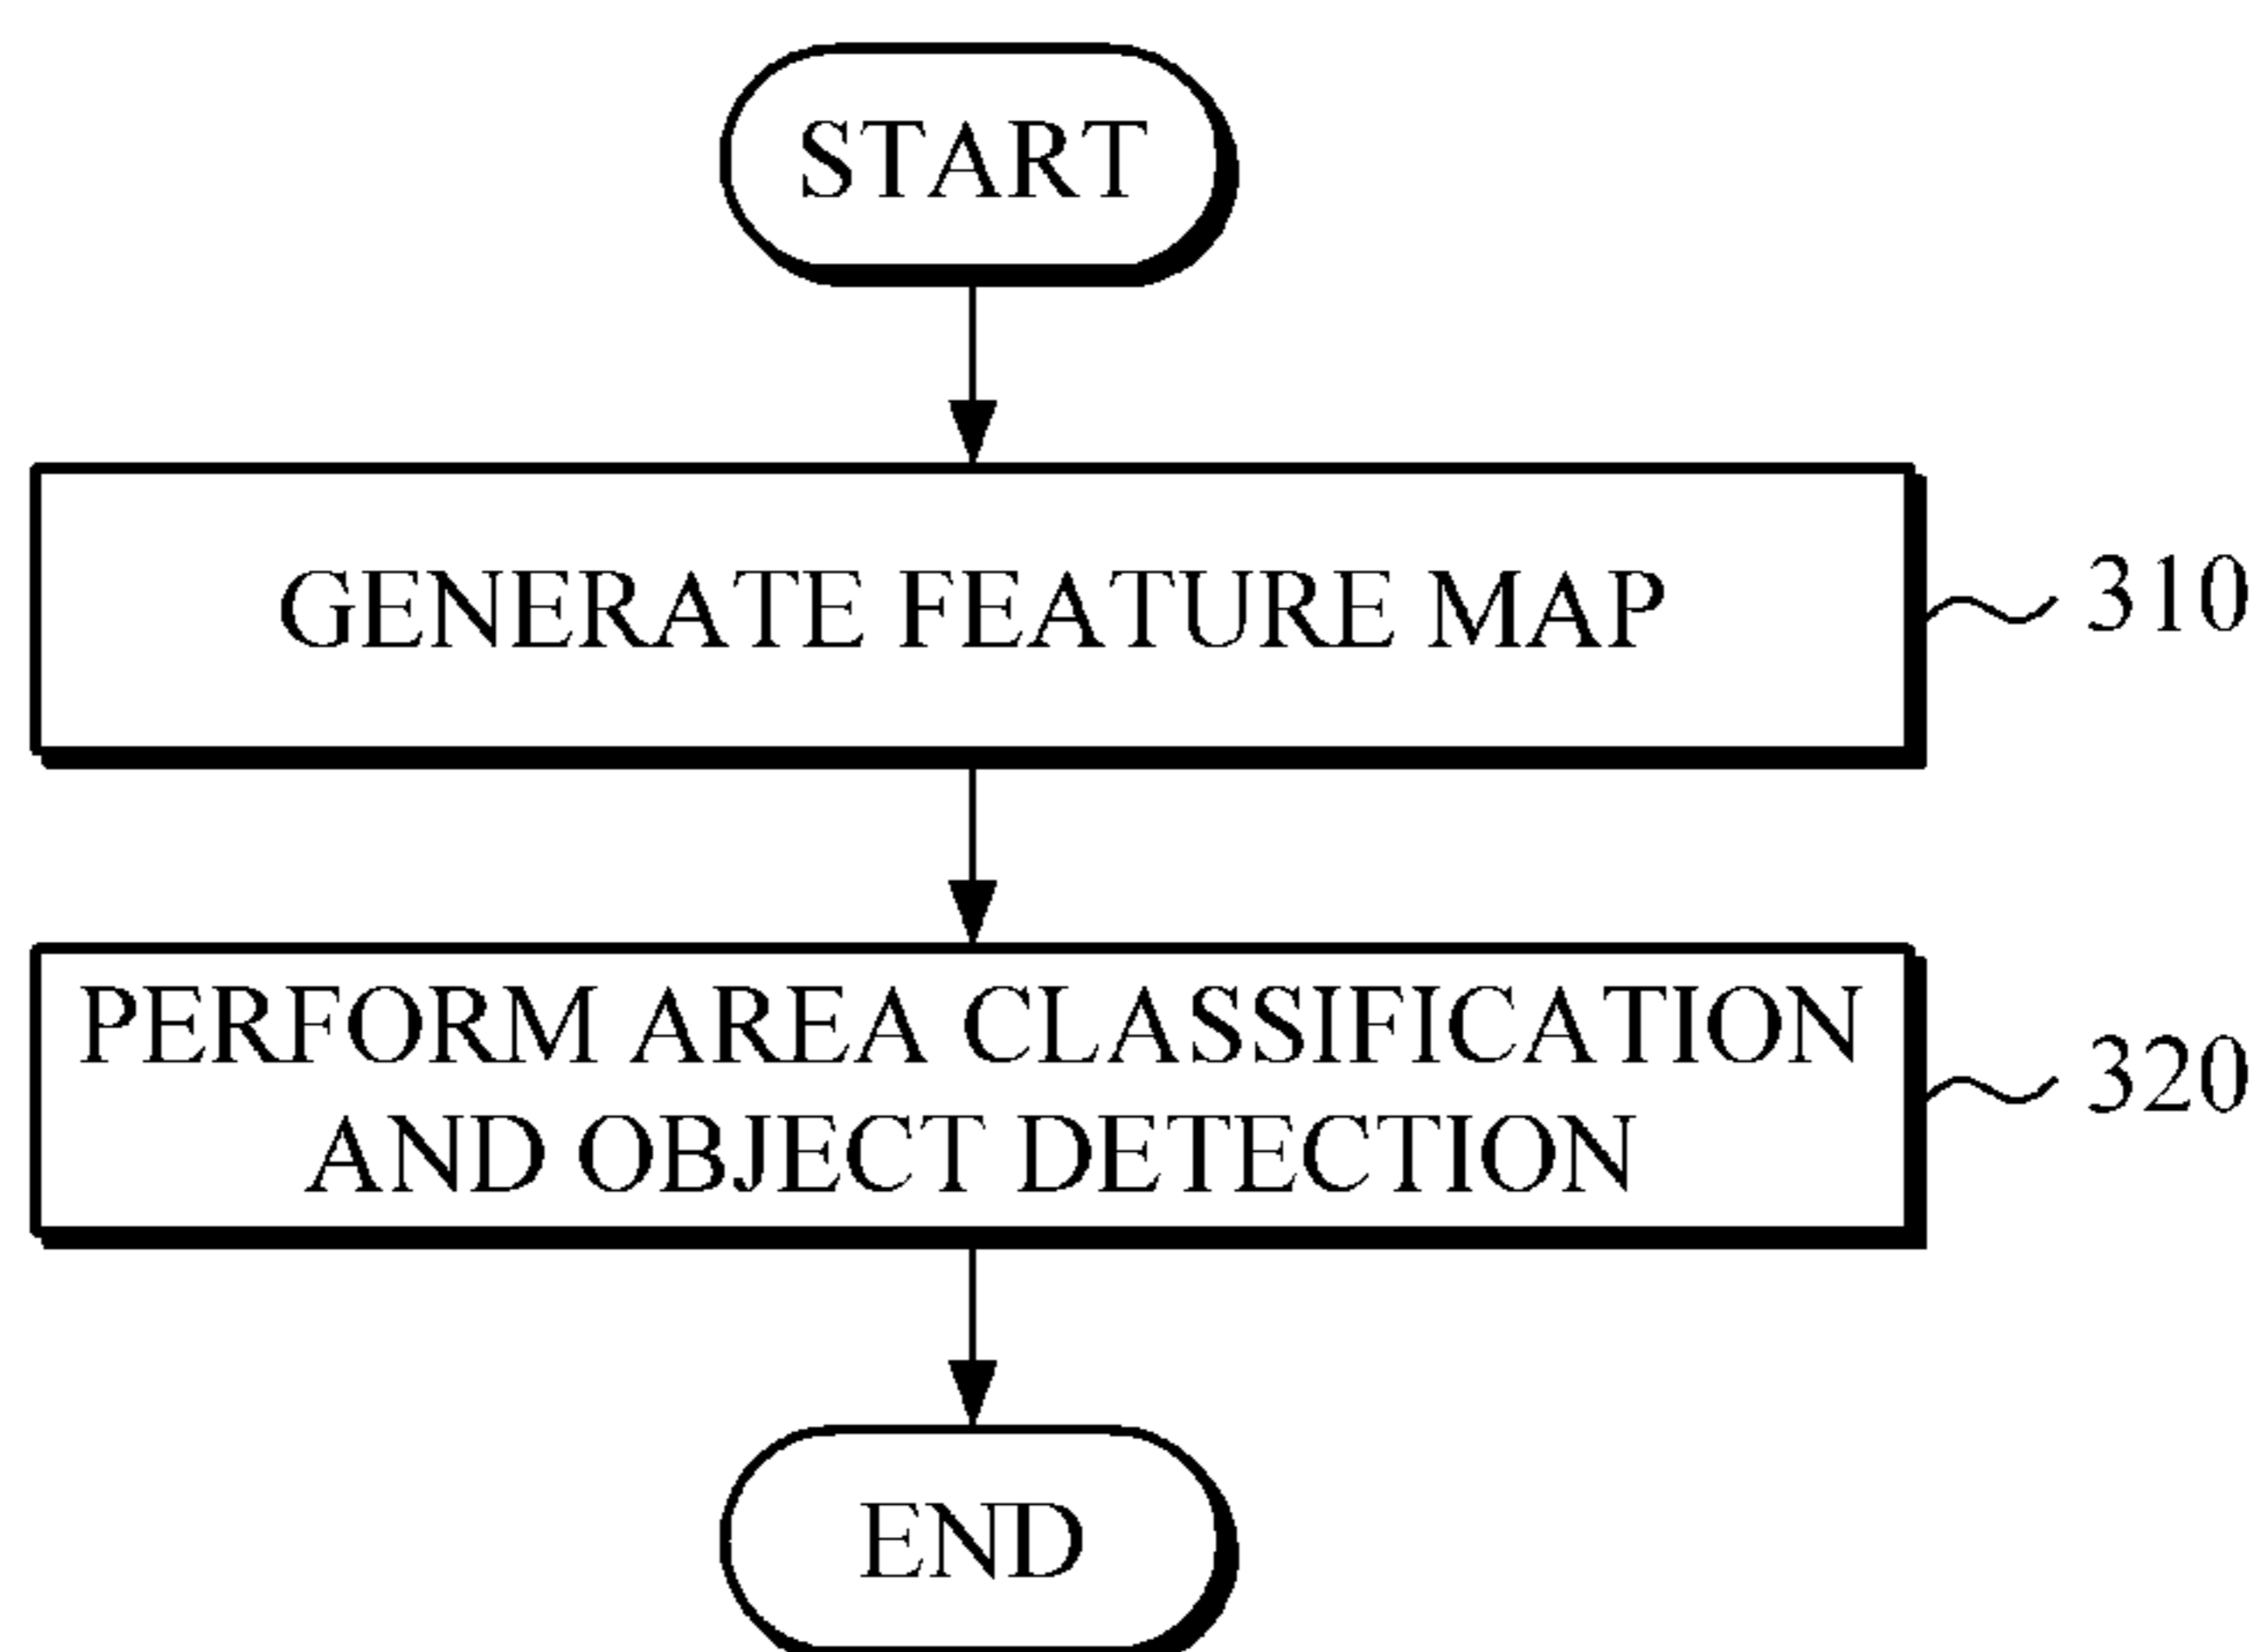 START
GENERATE FEATURE MAP
310
PERFORM AREA CLASSIFICATION
AND OBJECT DETECTION
320
END